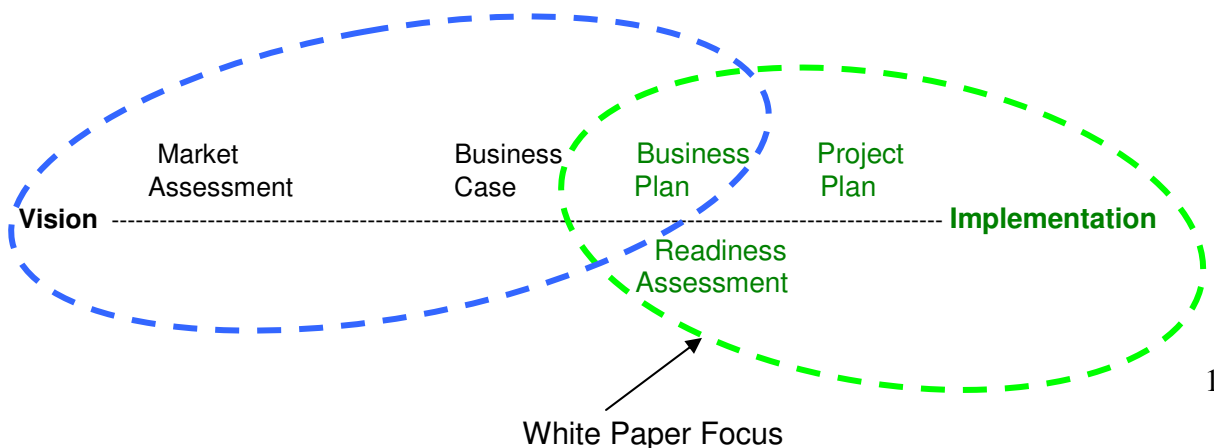 Market
Assessment
Business
Case
Business
Plan
Project
Plan
Vision
Implementation
Readiness
Assessment
White Paper Focus
1